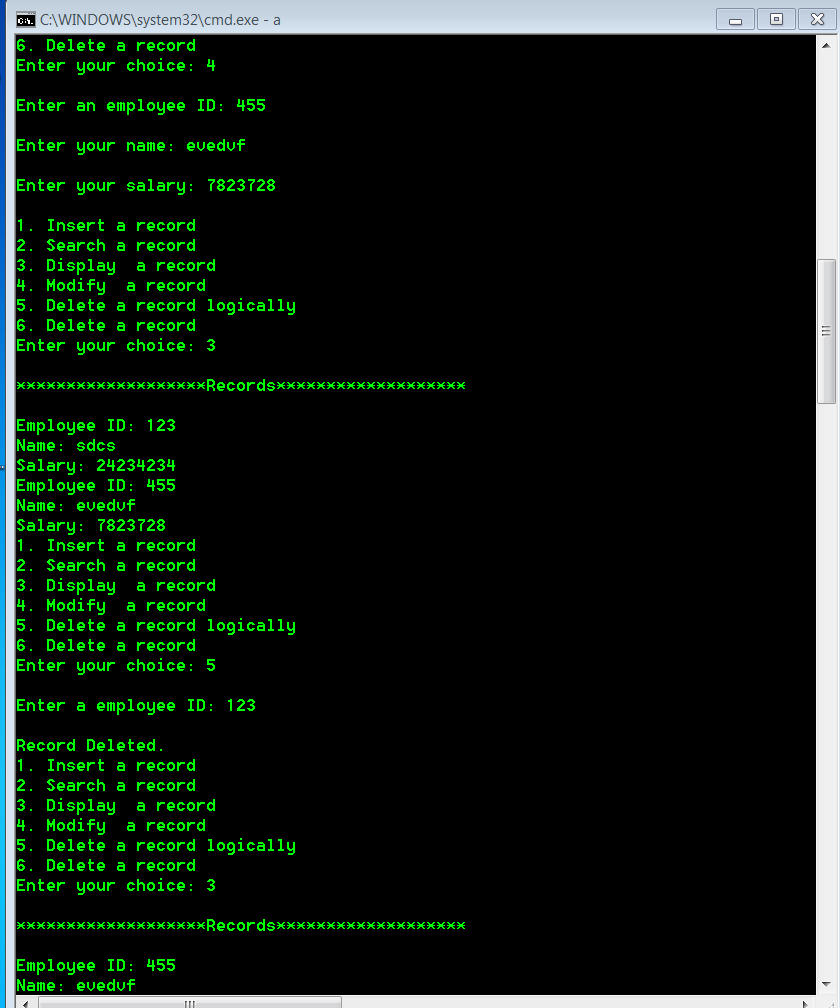 C:\WINDOWS\system32\cmd.exe - a
6. Delete a record
Enter your choice: 4
Enter an employee ID: 455
Enter your name: evedvf
Enter your salary: 7823728
1. Insert a record
2. Search a record
3. Display  a record
4. Modify  a record
5. Delete a record logically
6. Delete a record
Enter your choice: 3
*******************Records*******************
Employee ID: 123
Name: sdcs
Salary: 24234234
Employee ID: 455
Name: evedvf
Salary: 7823728
1. Insert a record
2. Search a record
3. Display  a record
4. Modify  a record
5. Delete a record logically
6. Delete a record
Enter your choice: 5
Enter a employee ID: 123
Record Deleted.
1. Insert a record
2. Search a record
3. Display  a record
4. Modify  a record
5. Delete a record logically
6. Delete a record
Enter your choice: 3
*******************Records*******************
Employee ID: 455
Name: evedvf